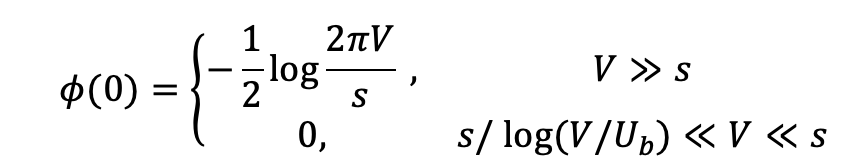 ϕ(0) = { −1/2 log 2πV/s , V ≫ s
0, s/ log(V/U_b) ≪ V ≪ s